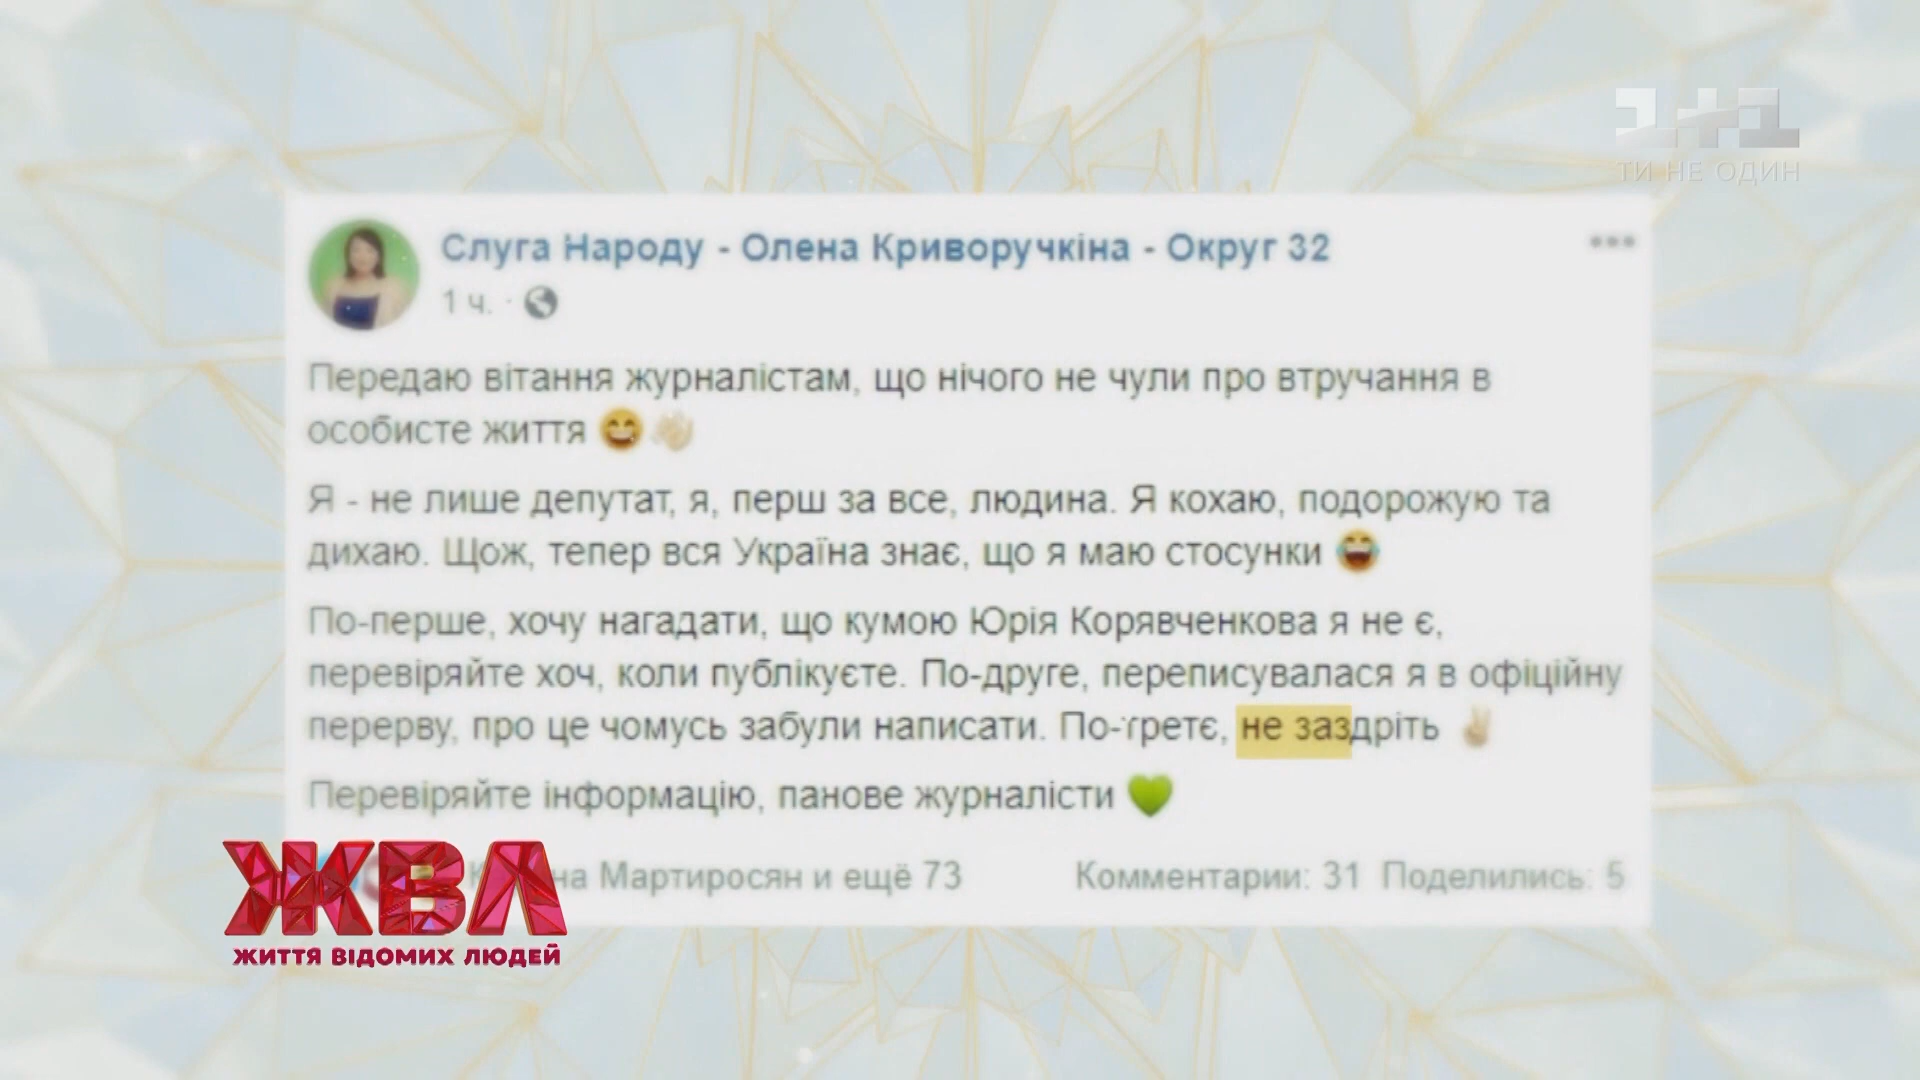 1+1
ТИ НЕ ОДИН
Слуга Народу - Олена Криворучкіна - Округ 32
1 ч. ·
Передаю вітання журналістам, що нічого не чули про втручання в
особисте життя 😄👋🏻
Я - не лише депутат, я, перш за все, людина. Я кохаю, подорожую та
дихаю. Щож, тепер вся Україна знає, що я маю стосунки 😂
По-перше, хочу нагадати, що кумою Юрія Корявченкова я не є,
перевіряйте хоч, коли публікуєте. По-друге, переписувалася я в офіційну
перерву, про це чомусь забули написати. По-третє, не заздріть ✌🏻
Перевіряйте інформацію, панове журналісти 💚
Мартиросян и ещё 73
Комментарии: 31 Поделились: 5
ЖВЛ
ЖИТТЯ ВІДОМИХ ЛЮДЕЙ